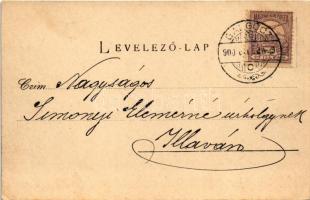 LEVELEZŐ-LAP
Czim Nagyságos
Simonyi Elemérné úrhölgynek
Illaván